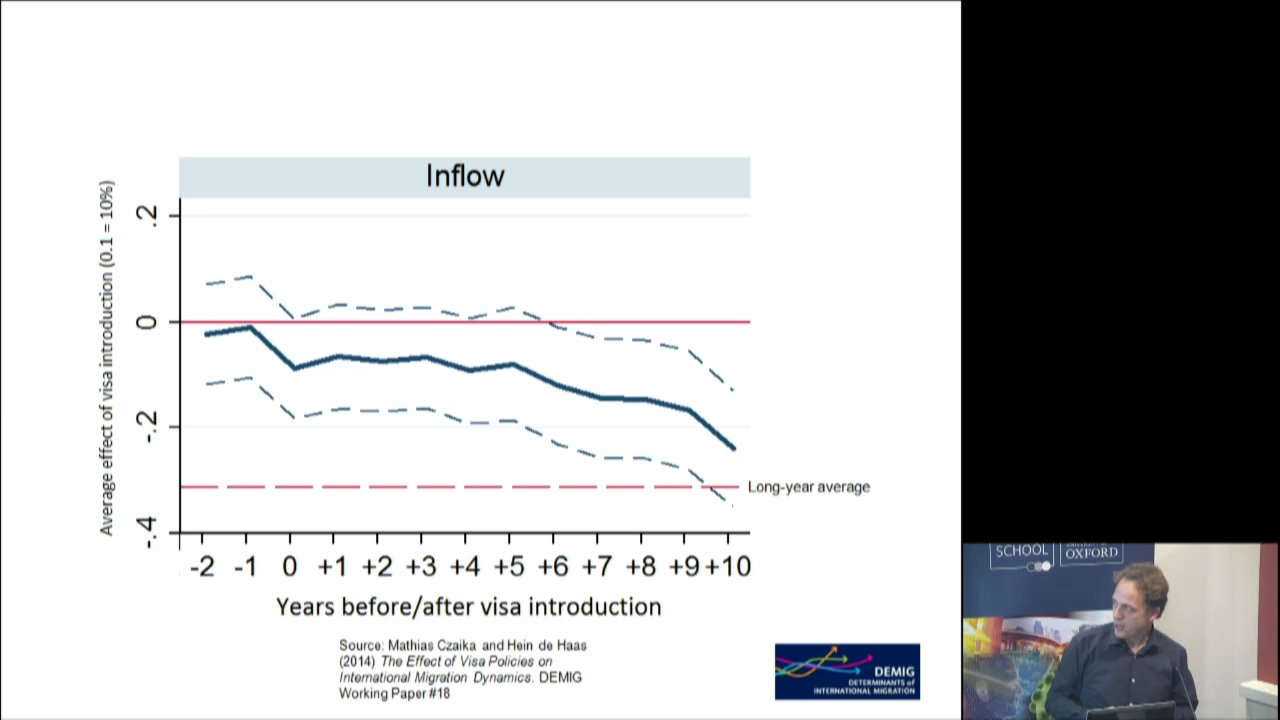 Inflow
Average effect of visa introduction (0.1 = 10%)
.2
0
-.2
-.4
Long-year average
-2 -1 0 +1 +2 +3 +4 +5 +6 +7 +8 +9 +10
Years before/after visa introduction
Source: Mathias Czaika and Hein de Haas
(2014) The Effect of Visa Policies on
International Migration Dynamics. DEMIG
Working Paper #18
DEMIG
DETERMINANTS of
INTERNATIONAL MIGRATION
SCHOOL
UNIVERSITY OF
OXFORD